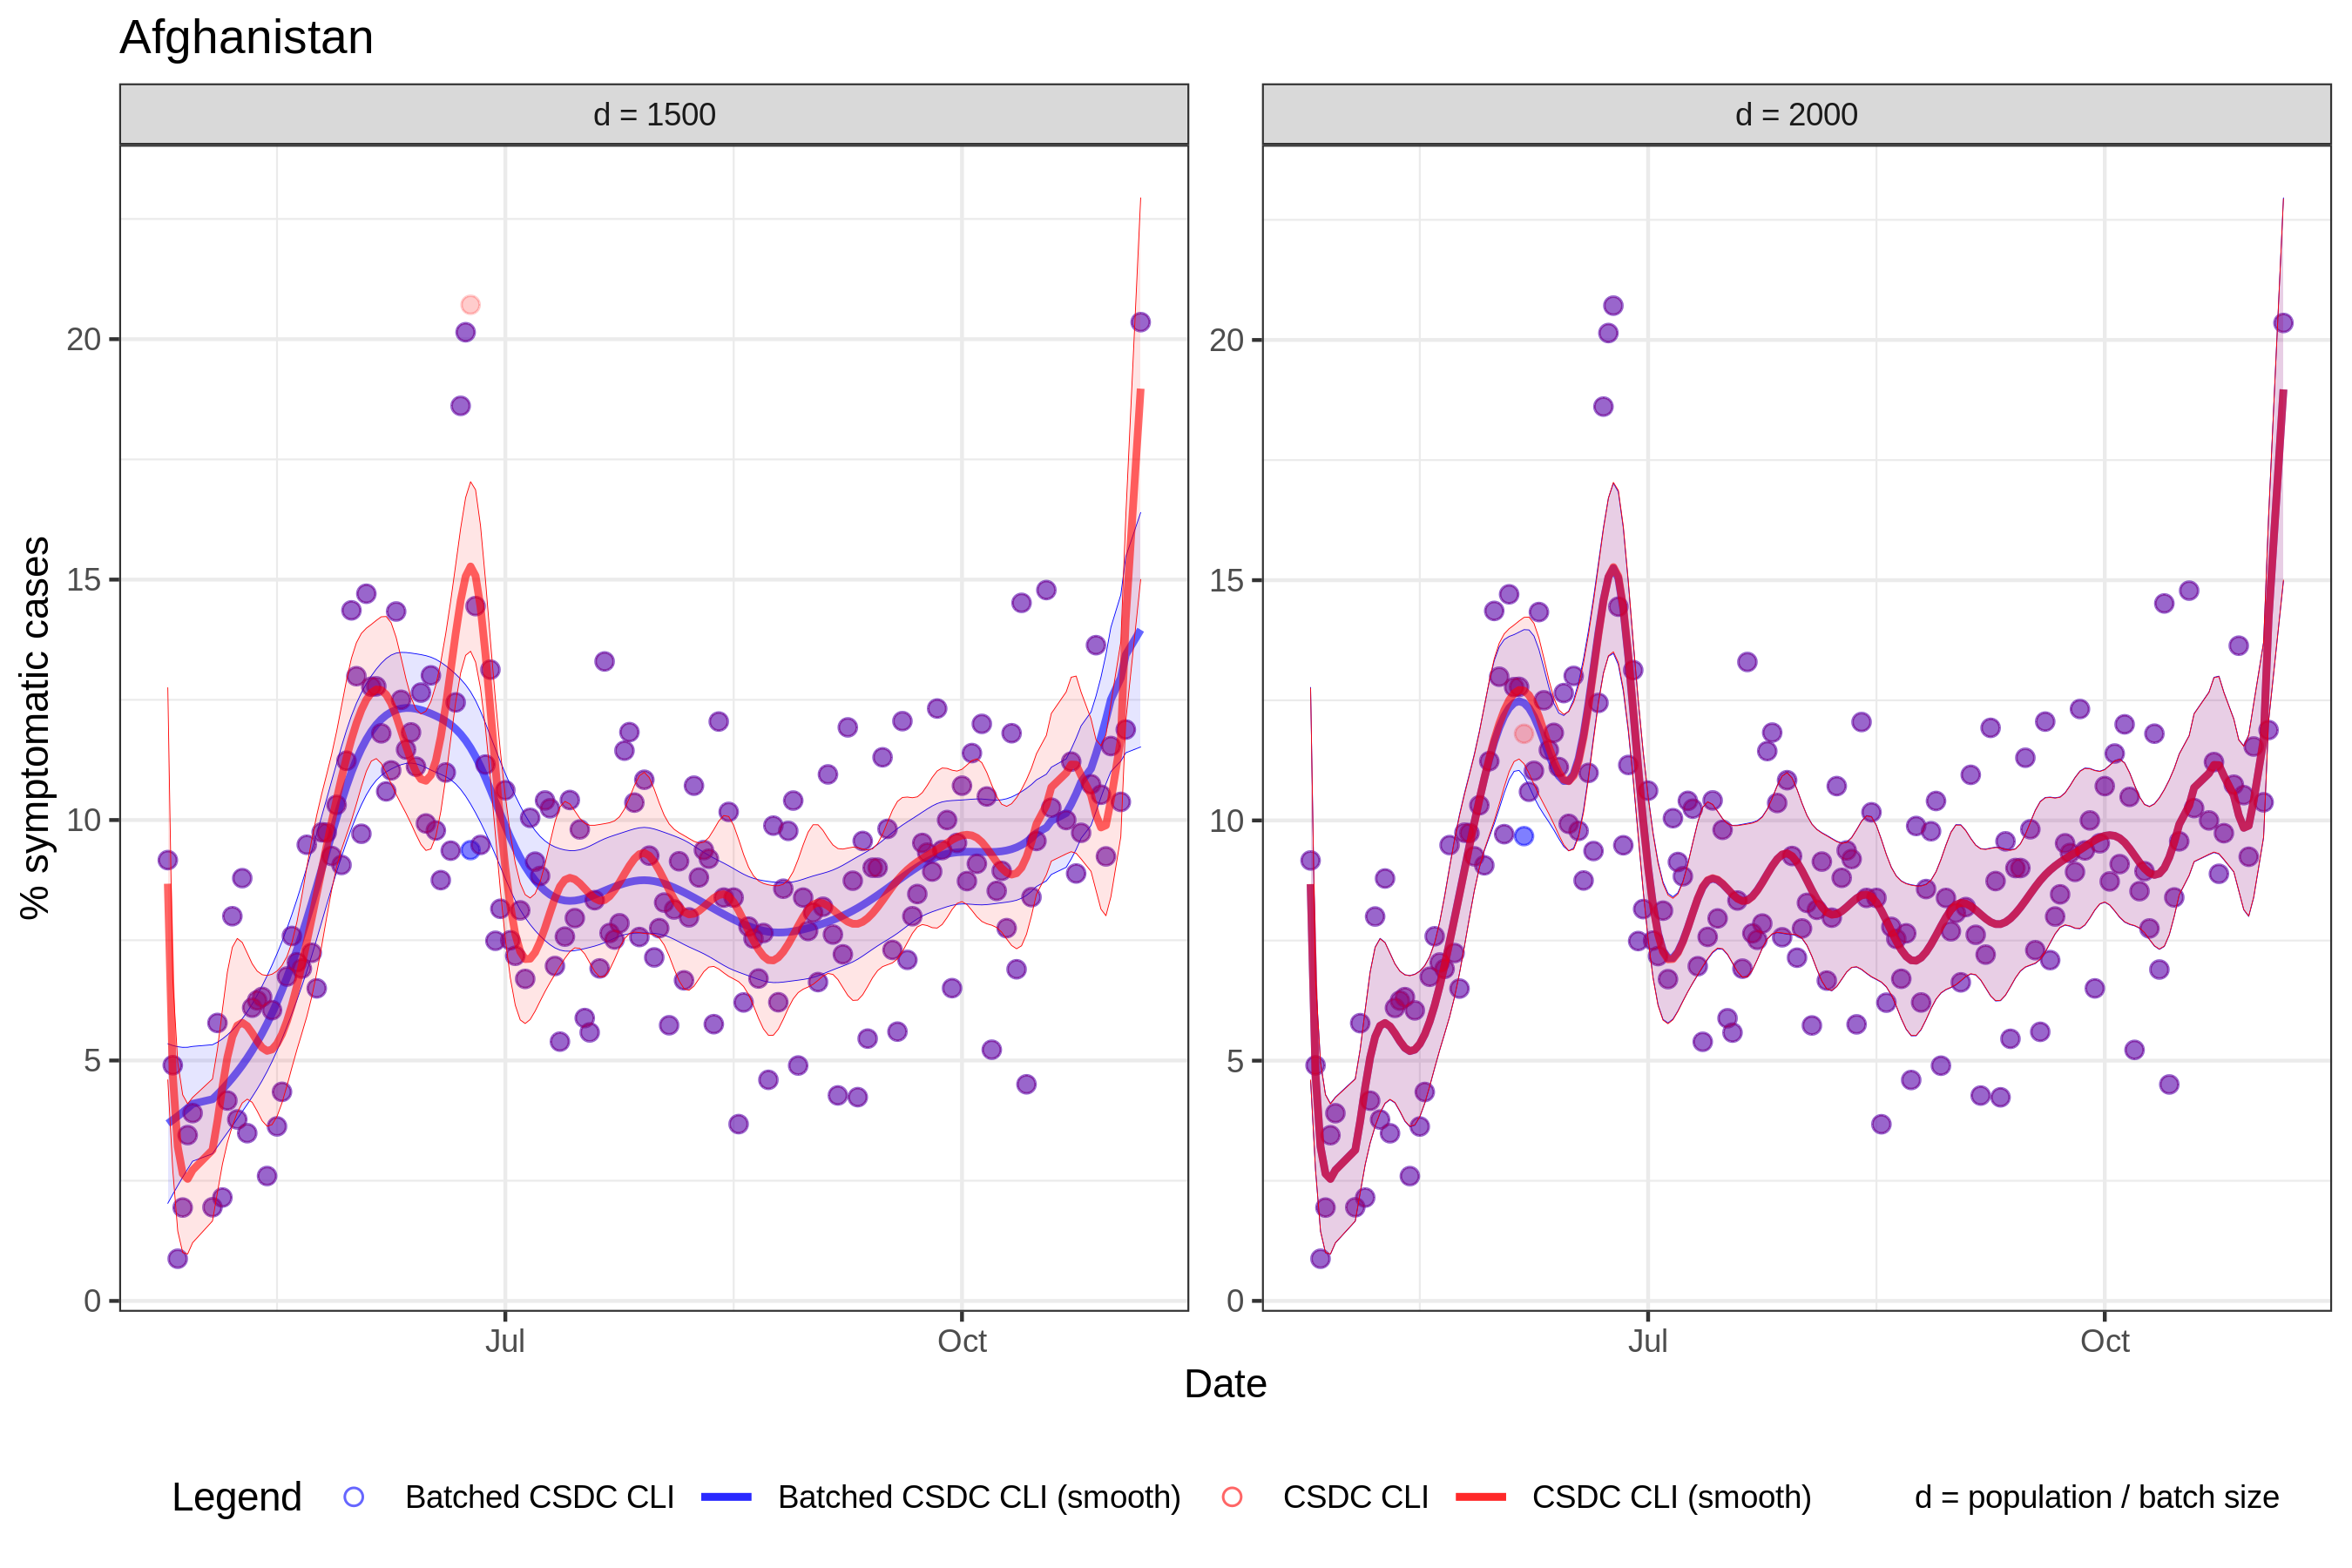 Afghanistan
d = 1500
d = 2000
% symptomatic cases
20
15
10
5
0
20
15
10
5
0
Jul
Oct
Jul
Oct
Date
Legend
Batched CSDC CLI
Batched CSDC CLI (smooth)
CSDC CLI
CSDC CLI (smooth)
d = population / batch size